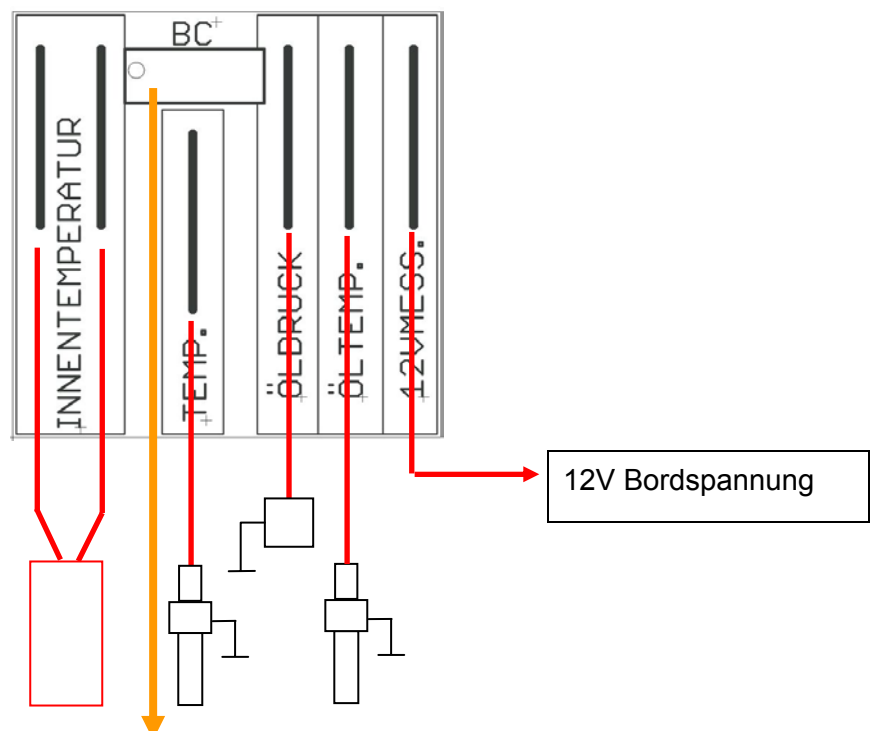 BC
INNENTEMPERATUR
TEMP.
ÖLDRUCK
ÖLTEMP.
12VMESS.
12V Bordspannung